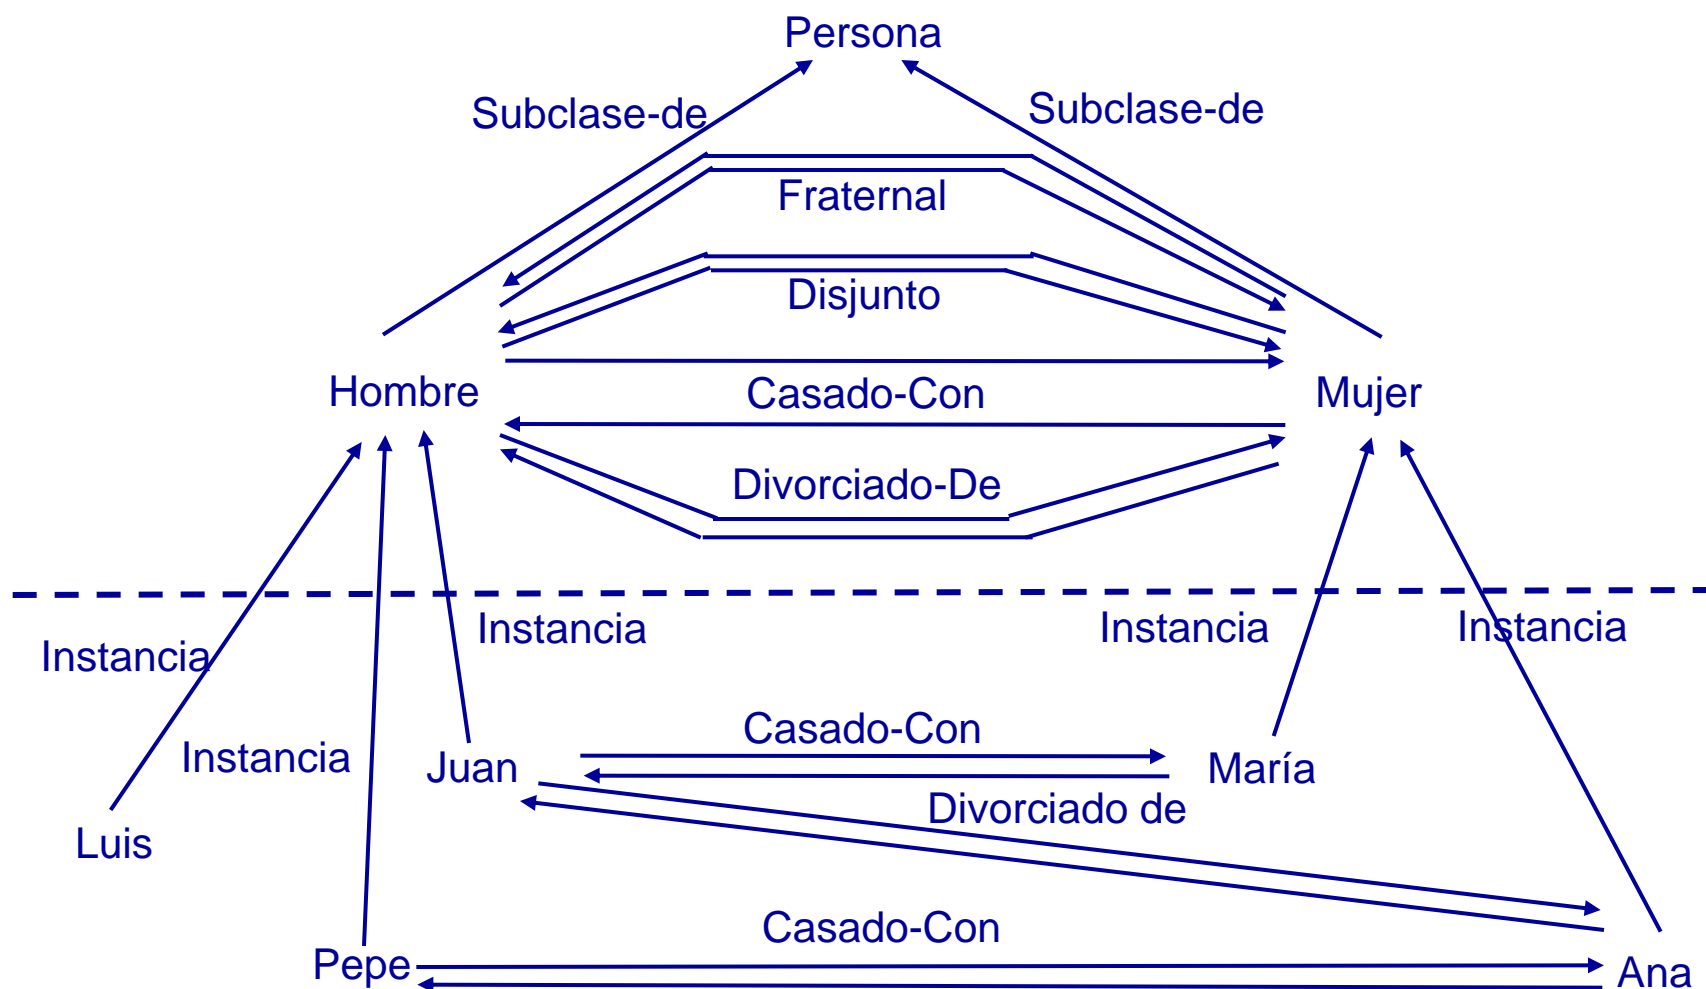 Persona
Subclase-de
Subclase-de
Fraternal
Disjunto
Hombre
Casado-Con
Mujer
Divorciado-De
Instancia
Instancia
Instancia
Instancia
Instancia
Casado-Con
Juan
María
Divorciado de
Luis
Casado-Con
Pepe
Ana